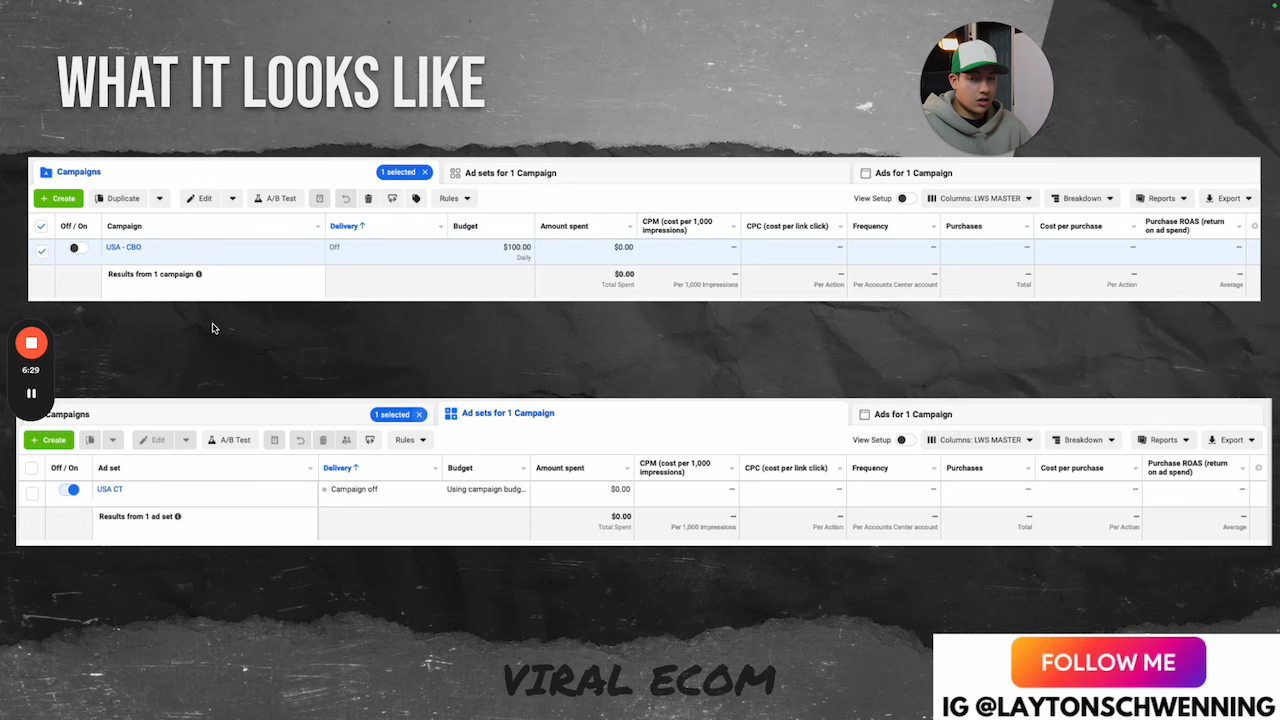 WHAT IT LOOKS LIKE
Campaigns
1 selected
Ad sets for 1 Campaign
Ads for 1 Campaign
Create
Duplicate
Edit
A/B Test
Rules
View Setup
Columns: LWS MASTER
Breakdown
Reports
Export
Off / On
Campaign
Delivery ↑
Budget
Amount spent
CPM (cost per 1,000
impressions)
CPC (cost per link click)
Frequency
Purchases
Cost per purchase
Purchase ROAS (return
on ad spend)
USA - CBO
Off
$100.00
Daily
$0.00
–
–
–
–
–
–
Results from 1 campaign
$0.00
Total Spent
–
Per 1,000 Impressions
–
Per Action
–
Per Accounts Center account
–
Total
–
Per Action
–
Average
6:29
ampaigns
1 selected
Ad sets for 1 Campaign
Ads for 1 Campaign
Create
Edit
A/B Test
Rules
View Setup
Columns: LWS MASTER
Breakdown
Reports
Export
Off / On
Ad set
Delivery ↑
Budget
Amount spent
CPM (cost per 1,000
impressions)
CPC (cost per link click)
Frequency
Purchases
Cost per purchase
Purchase ROAS (return
on ad spend)
USA CT
Campaign off
Using campaign budg...
$0.00
–
–
–
–
–
–
Results from 1 ad set
$0.00
Total Spent
–
Per 1,000 Impressions
–
Per Action
–
Per Accounts Center account
–
Total
–
Per Action
–
Average
VIRAL ECOM
FOLLOW ME
IG @LAYTONSCHWENNING